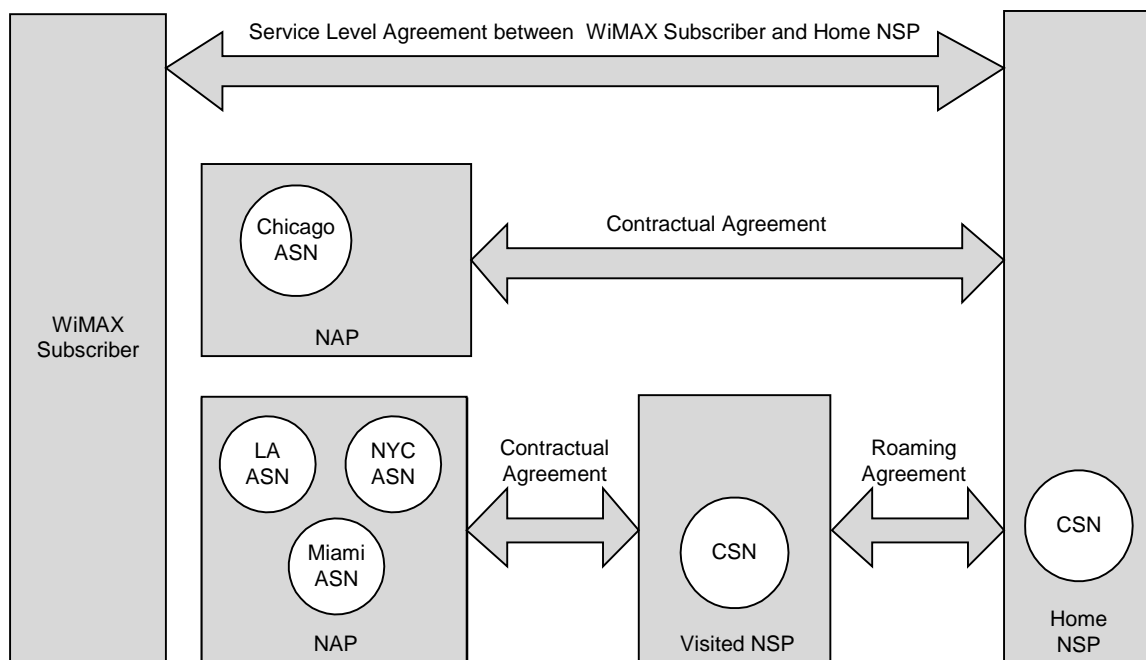 Service Level Agreement between WiMAX Subscriber and Home NSP
Chicago
ASN
NAP
Contractual Agreement
WiMAX
Subscriber
LA
ASN
NYC
ASN
Miami
ASN
NAP
Contractual
Agreement
CSN
Visited NSP
Roaming
Agreement
CSN
Home
NSP